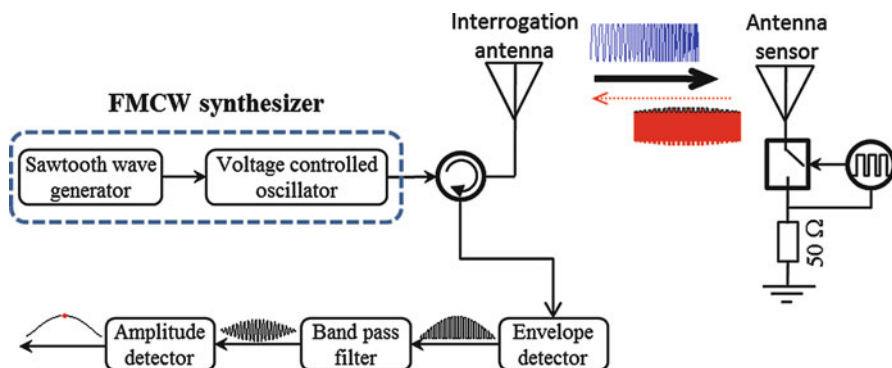 Interrogation
antenna
Antenna
sensor
FMCW synthesizer
Sawtooth wave
generator
Voltage controlled
oscillator
50 Ω
Amplitude
detector
Band pass
filter
Envelope
detector